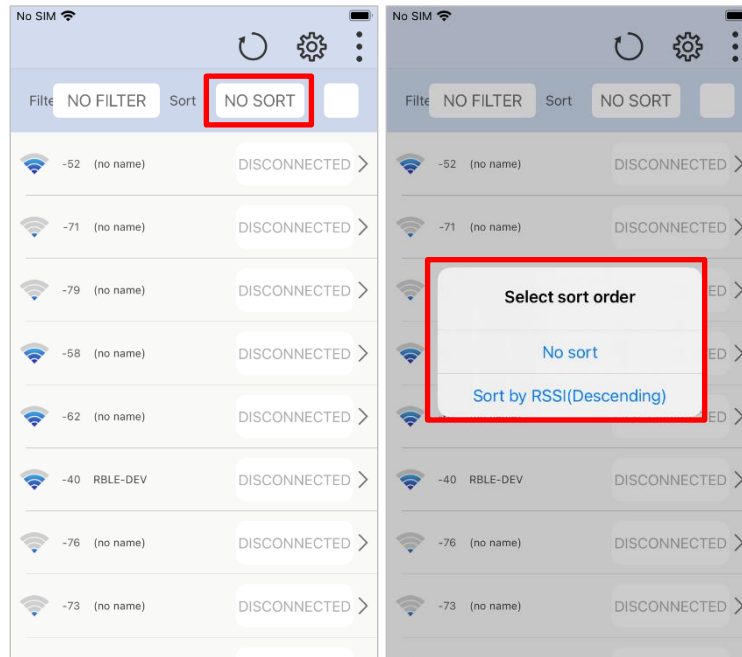 No SIM
Filte NO FILTER Sort NO SORT
-52 (no name) DISCONNECTED
-71 (no name) DISCONNECTED
-79 (no name) DISCONNECTED
-58 (no name) DISCONNECTED
-62 (no name) DISCONNECTED
-40 RBLE-DEV DISCONNECTED
-76 (no name) DISCONNECTED
-73 (no name) DISCONNECTED
No SIM
Filte NO FILTER Sort NO SORT
-52 (no name) DISCONNECTED
-71 (no name) DISCONNECTED
ED
Select sort order
No sort
ED
Sort by RSSI(Descending)
ED
-40 RBLE-DEV DISCONNECTED
-76 (no name) DISCONNECTED
-73 (no name) DISCONNECTED